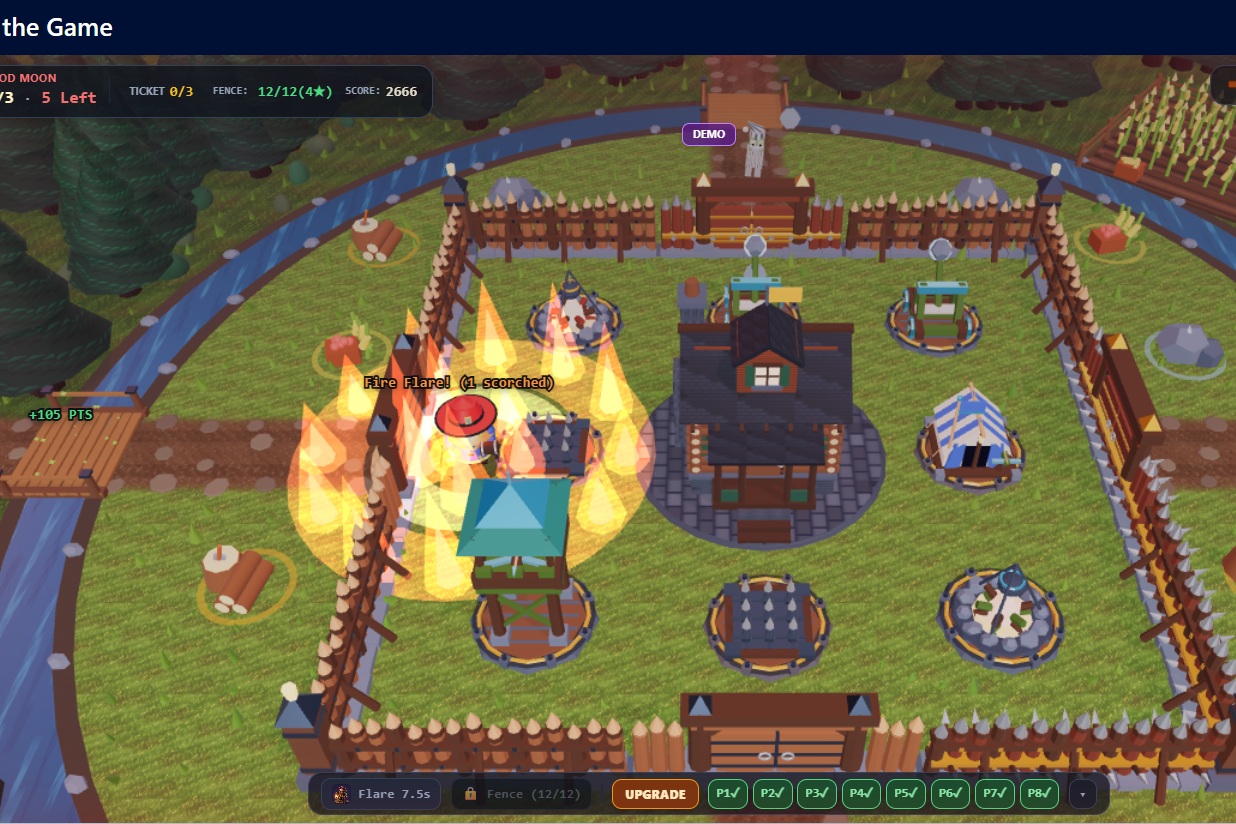 the Game
OD MOON
/3 · 5 Left
TICKET 0/3 FENCE: 12/12(4★) SCORE: 2666
DEMO
Fire Flare! (1 scorched)
+105 PTS
Flare 7.5s
Fence (12/12)
UPGRADE
P1✓ P2✓ P3✓ P4✓ P5✓ P6✓ P7✓ P8✓